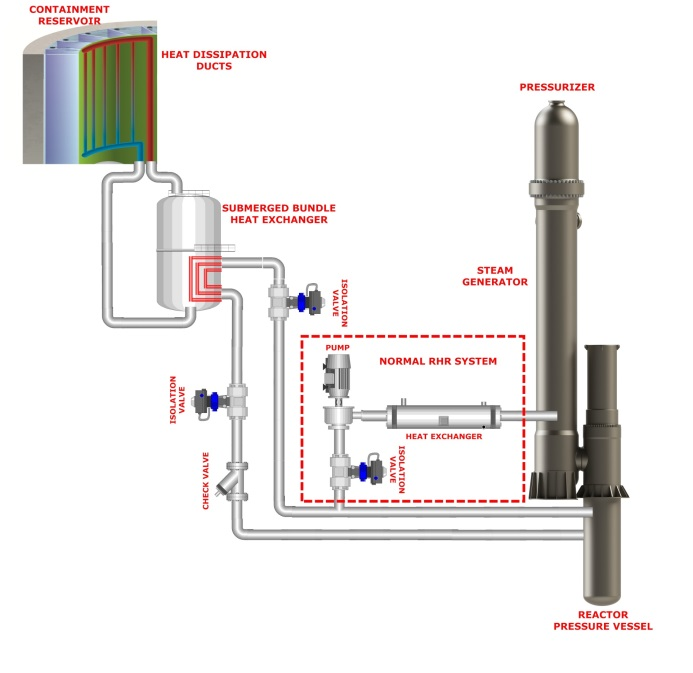 CONTAINMENT
RESERVOIR
HEAT DISSIPATION
DUCTS
PRESSURIZER
SUBMERGED BUNDLE
HEAT EXCHANGER
STEAM
GENERATOR
ISOLATION
VALVE
PUMP
NORMAL RHR SYSTEM
ISOLATION
VALVE
HEAT EXCHANGER
ISOLATION
VALVE
CHECK VALVE
REACTOR
PRESSURE VESSEL